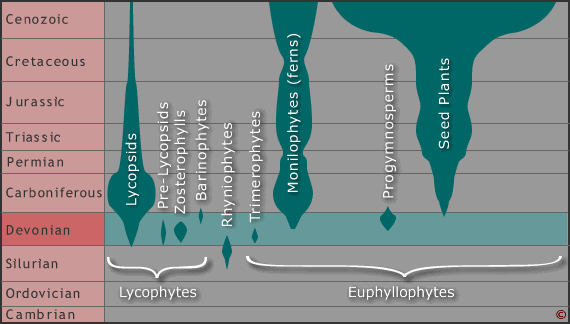 Cenozoic
Cretaceous
Jurassic
Triassic
Permian
Carboniferous
Devonian
Silurian
Ordovician
Cambrian
Lycopsids
Pre-Lycopsids
Zosterophylls
Barinophytes
Rhyniophytes
Trimerophytes
Monilophytes (ferns)
Progymnosperms
Seed Plants
Lycophytes
Euphyllophytes
©